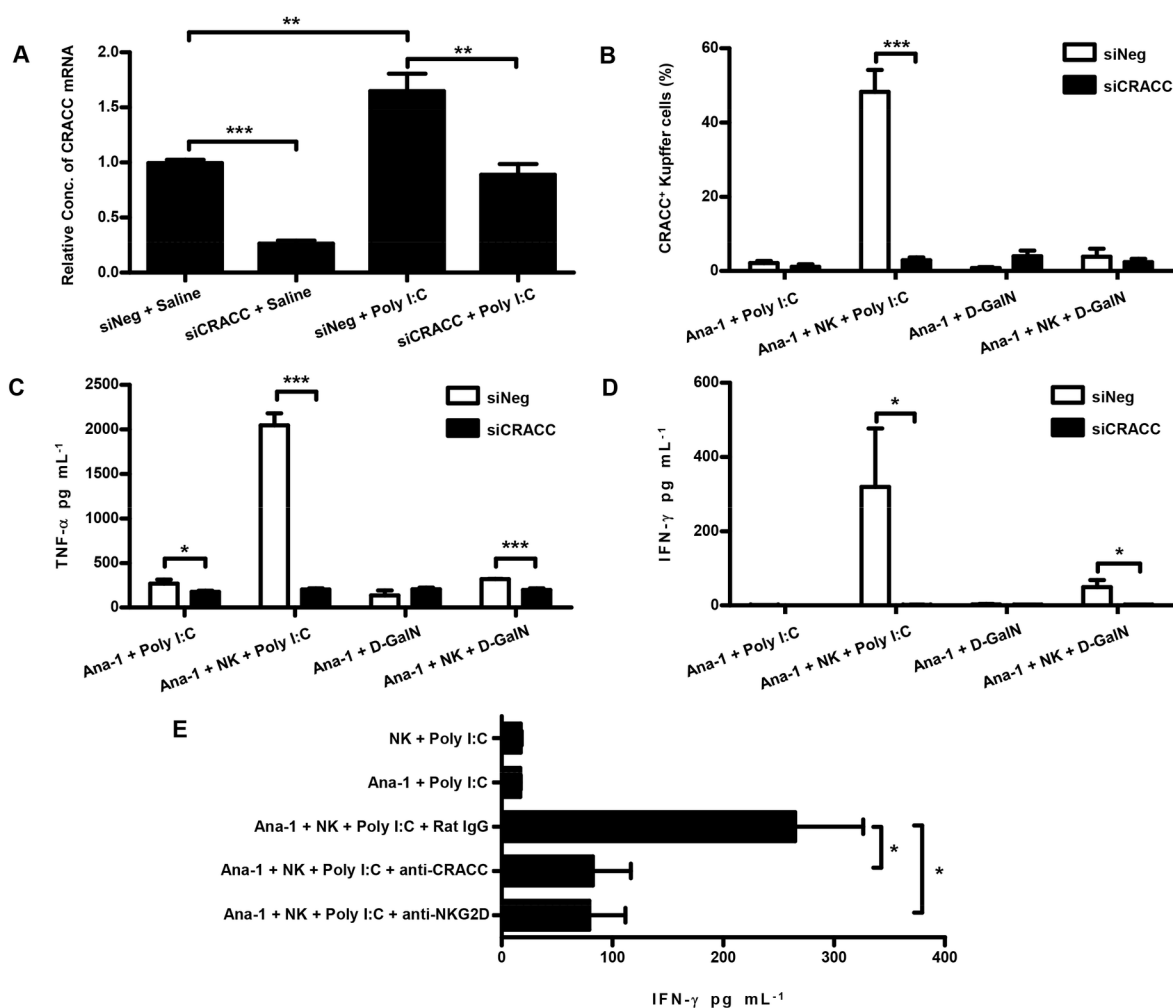 A
Relative Conc. of CRACC mRNA
2.0
1.5
1.0
0.5
0.0
**
**
***
siNeg + Saline
siCRACC + Saline
siNeg + Poly I:C
siCRACC + Poly I:C
B
CRACC⁺ Kupffer cells (%)
60
40
20
0
***
siNeg
siCRACC
Ana-1 + Poly I:C
Ana-1 + NK + Poly I:C
Ana-1 + D-GalN
Ana-1 + NK + D-GalN
C
TNF-α pg mL⁻¹
2500
2000
1500
1000
500
0
*
***
***
siNeg
siCRACC
Ana-1 + Poly I:C
Ana-1 + NK + Poly I:C
Ana-1 + D-GalN
Ana-1 + NK + D-GalN
D
IFN-γ pg mL⁻¹
600
400
200
0
*
*
siNeg
siCRACC
Ana-1 + Poly I:C
Ana-1 + NK + Poly I:C
Ana-1 + D-GalN
Ana-1 + NK + D-GalN
E
NK + Poly I:C
Ana-1 + Poly I:C
Ana-1 + NK + Poly I:C + Rat IgG
Ana-1 + NK + Poly I:C + anti-CRACC
Ana-1 + NK + Poly I:C + anti-NKG2D
*
*
0
100
200
300
400
IFN-γ pg mL⁻¹